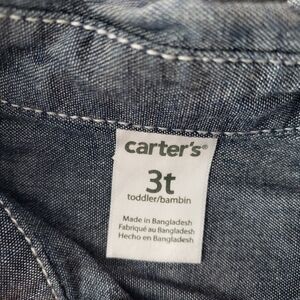 carter's®
3t
toddler/bambin
Made in Bangladesh
Fabriqué au Bangladesh
Hecho en Bangladesh